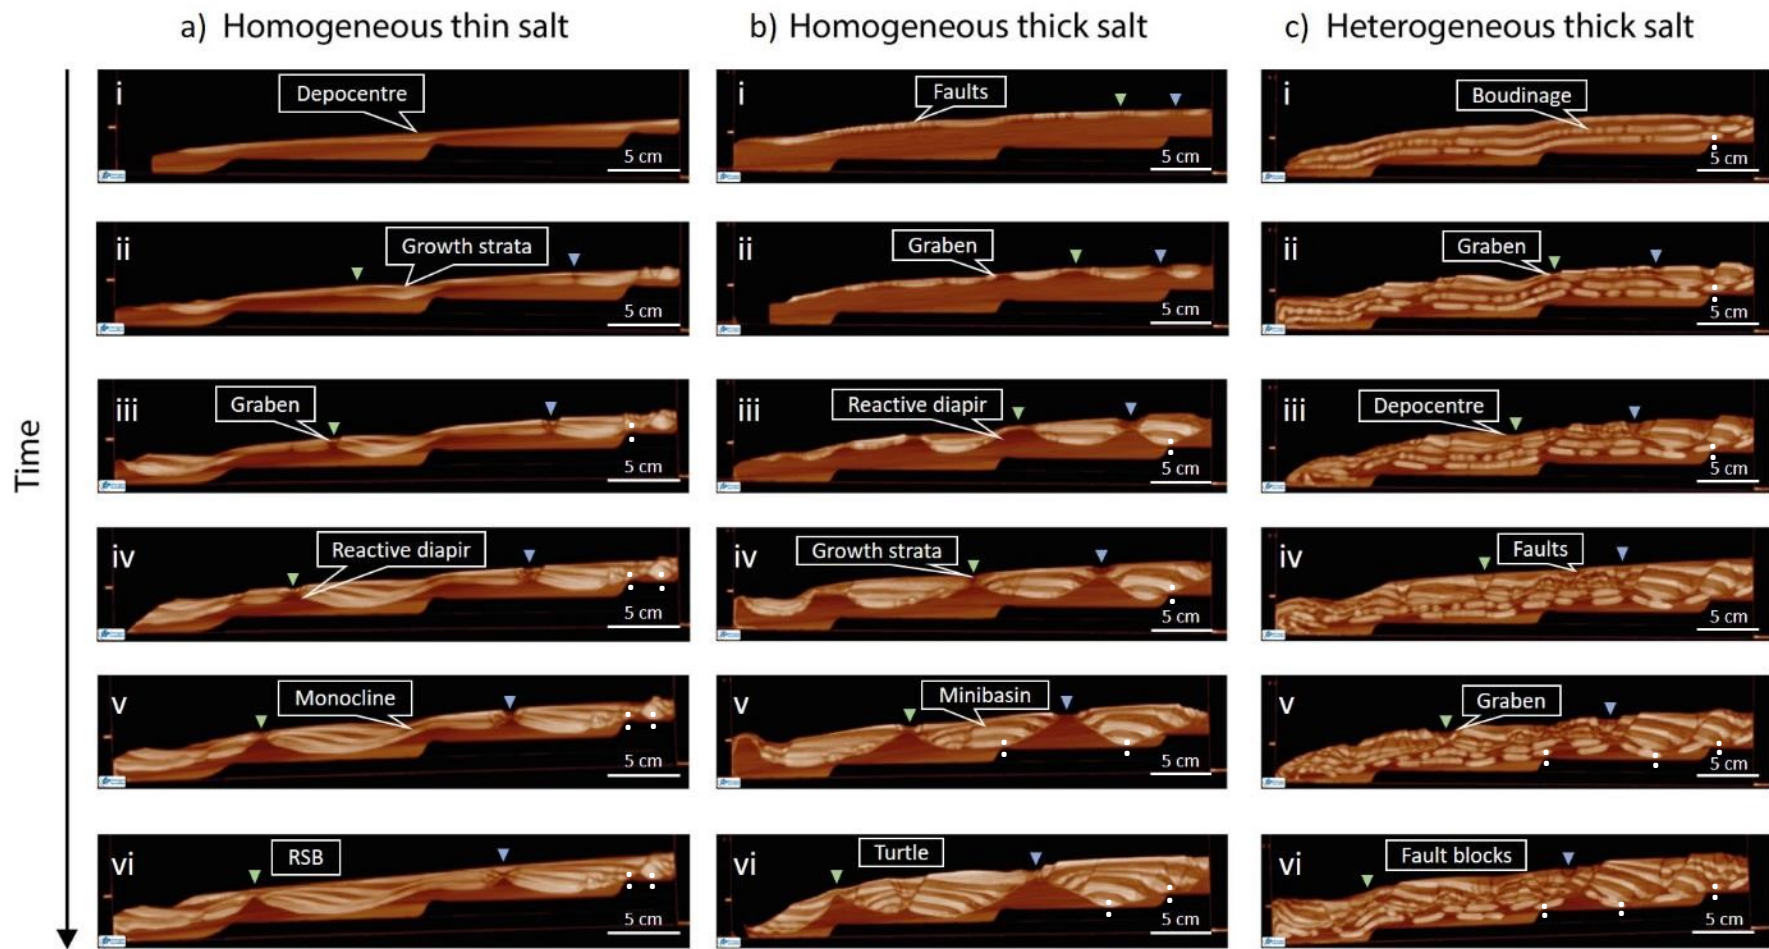 a) Homogeneous thin salt
b) Homogeneous thick salt
c) Heterogeneous thick salt
Time
i
Depocentre
5 cm
i
Faults
5 cm
i
Boudinage
5 cm
ii
Growth strata
5 cm
ii
Graben
5 cm
ii
Graben
5 cm
iii
Graben
5 cm
iii
Reactive diapir
5 cm
iii
Depocentre
5 cm
iv
Reactive diapir
5 cm
iv
Growth strata
5 cm
iv
Faults
5 cm
v
Monocline
5 cm
v
Minibasin
5 cm
v
Graben
5 cm
vi
RSB
5 cm
vi
Turtle
5 cm
vi
Fault blocks
5 cm